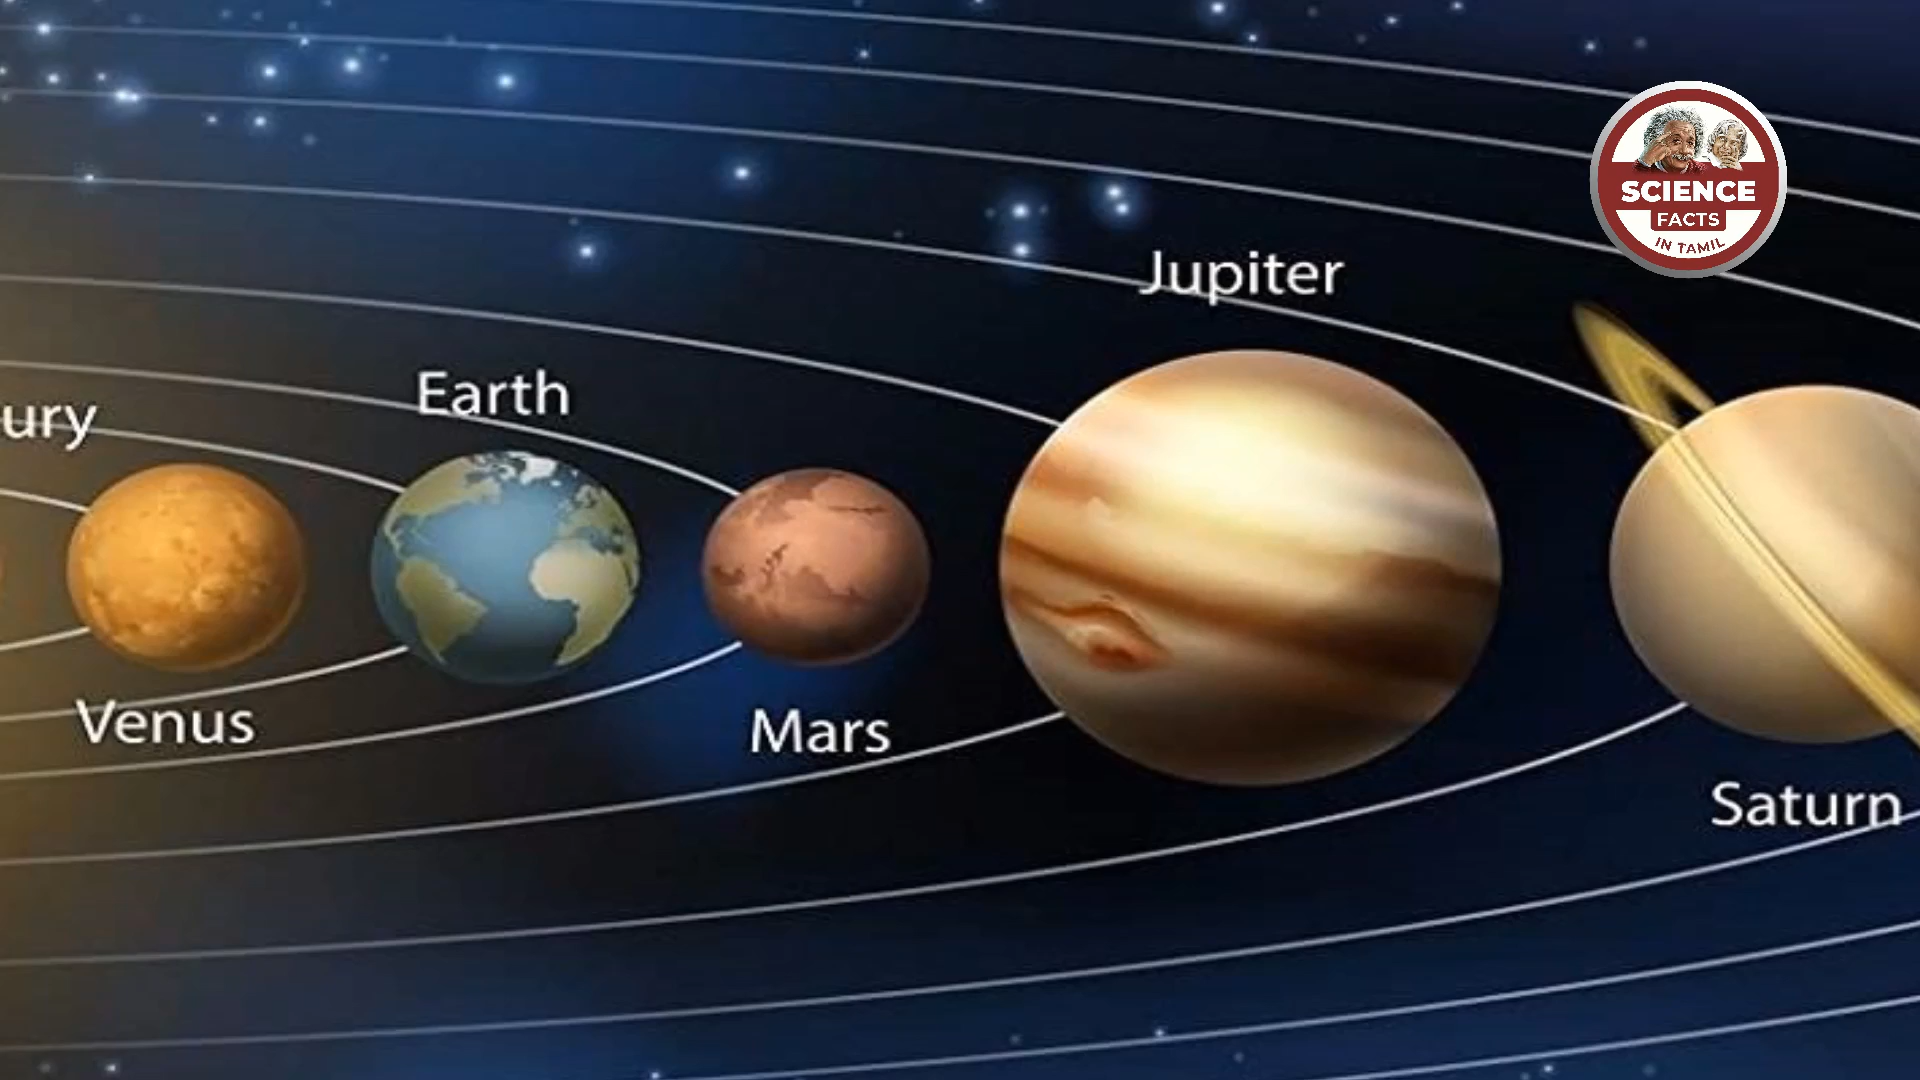 ury
Venus
Earth
Mars
Jupiter
Saturn
SCIENCE
FACTS
IN TAMIL